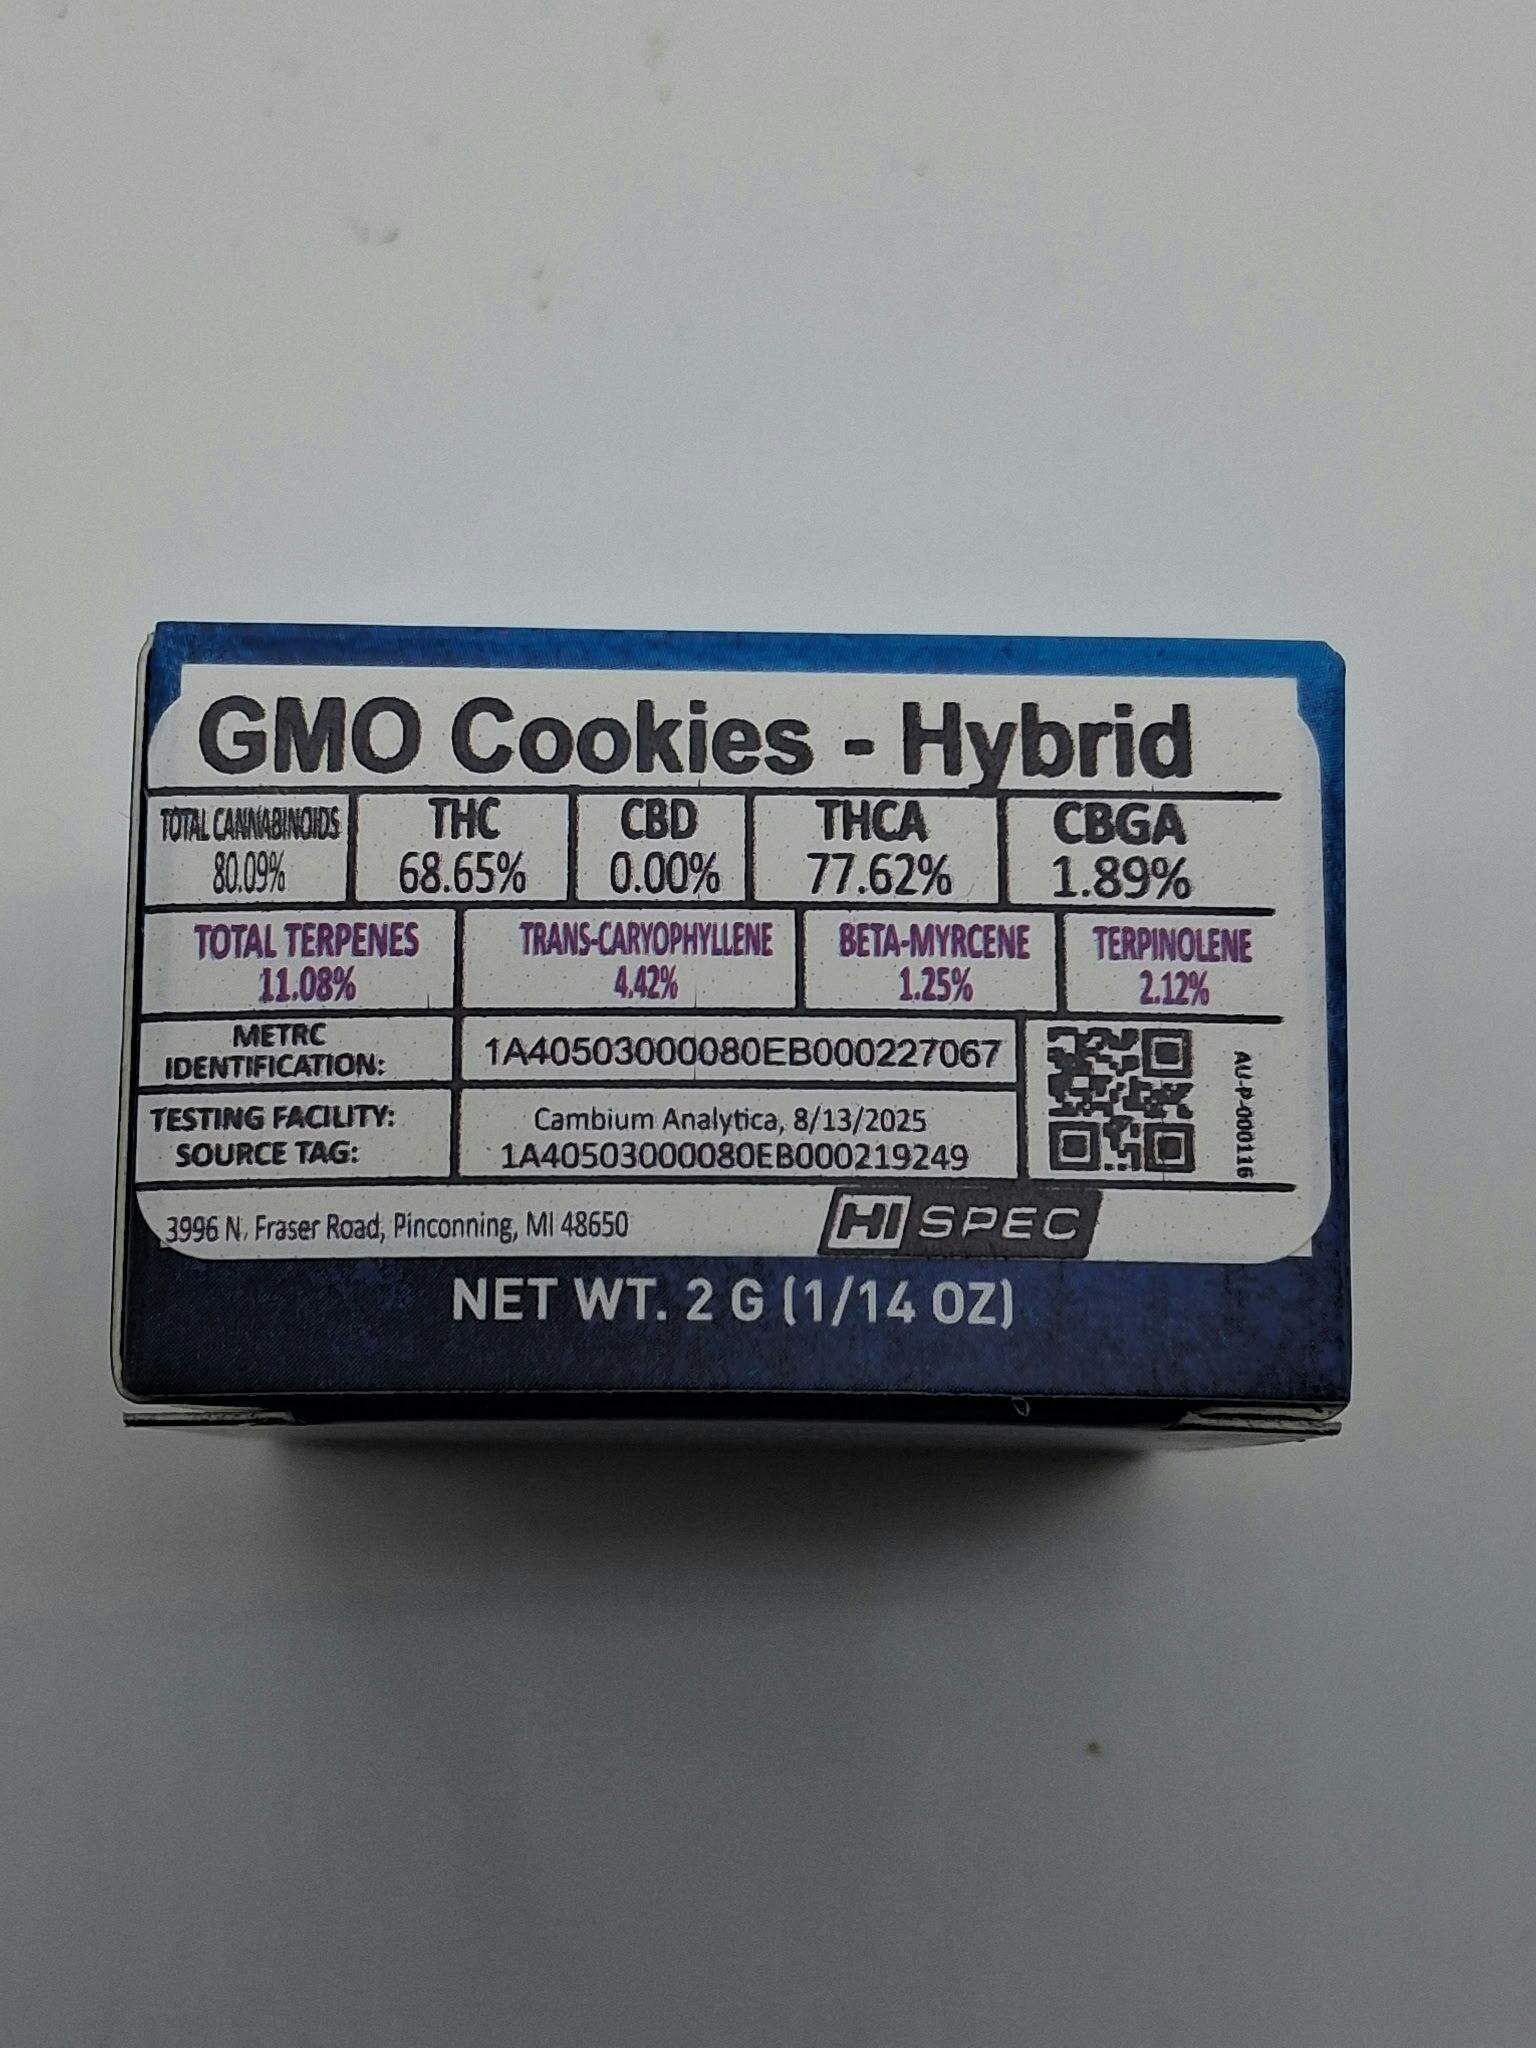 GMO Cookies - Hybrid
TOTAL CANNABINOIDS THC CBD THCA CBGA
80.09% 68.65% 0.00% 77.62% 1.89%
TOTAL TERPENES TRANS-CARYOPHYLLENE BETA-MYRCENE TERPINOLENE
11.08% 4.42% 1.25% 2.12%
METRC
IDENTIFICATION: 1A40503000080EB000227067
TESTING FACILITY: Cambium Analytica, 8/13/2025
SOURCE TAG: 1A40503000080EB000219249
AU-P-000116
3996 N. Fraser Road, Pinconning, MI 48650
HI SPEC
NET WT. 2 G (1/14 OZ)